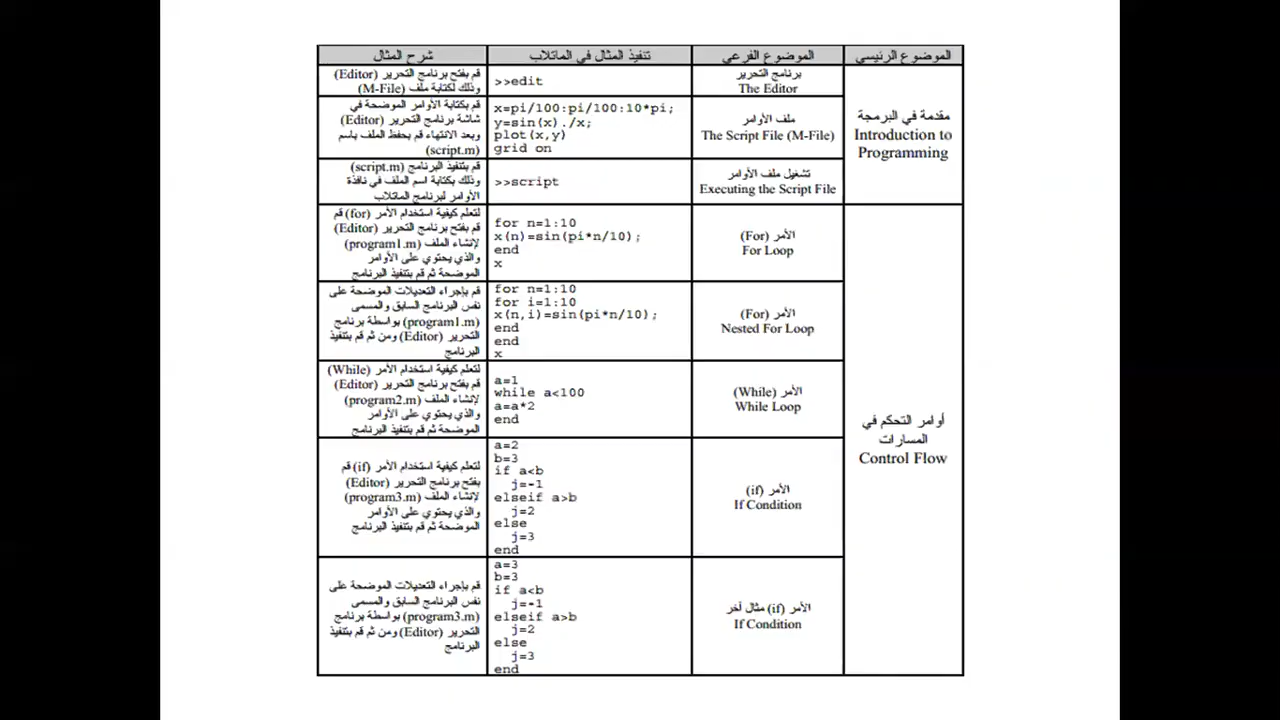 الموضوع الرئيسي
الموضوع الفرعي
تنفيذ المثال في الماتلاب
شرح المثال
مقدمة في البرمجة
Introduction to
Programming
برنامج التحرير
The Editor
>>edit
قم بفتح برنامج التحرير (Editor)
وذلك لكتابة ملف (M-File)
ملف الأوامر
The Script File (M-File)
x=pi/100:pi/100:10*pi;
y=sin(x)./x;
plot(x,y)
grid on
قم بكتابة الأوامر الموضحة في
شاشة برنامج التحرير (Editor)
وبعد الانتهاء قم بحفظ الملف باسم
(script.m)
تشغيل ملف الأوامر
Executing the Script File
>>script
قم بتنفيذ البرنامج (script.m)
وذلك بكتابة اسم الملف في نافذة
الأوامر لبرنامج الماتلاب
أوامر التحكم في
المسارات
Control Flow
الأمر (For)
For Loop
for n=1:10
x(n)=sin(pi*n/10);
end
x
لتعلم كيفية استخدام الأمر (for) قم
قم بفتح برنامج التحرير (Editor)
لإنشاء الملف (program1.m)
والذي يحتوي على الأوامر
الموضحة ثم قم بتنفيذ البرنامج
الأمر (For)
Nested For Loop
for n=1:10
for i=1:10
x(n,i)=sin(pi*n/10);
end
end
x
قم بإجراء التعديلات الموضحة على
نفس البرنامج السابق والمسمى
(program1.m) بواسطة برنامج
التحرير (Editor) ومن ثم قم بتنفيذ
البرنامج
الأمر (While)
While Loop
a=1
while a<100
a=a*2
end
لتعلم كيفية استخدام الأمر (While)
قم بفتح برنامج التحرير (Editor)
لإنشاء الملف (program2.m)
والذي يحتوي على الأوامر
الموضحة ثم قم بتنفيذ البرنامج
الأمر (if)
If Condition
a=2
b=3
if a<b
j=-1
elseif a>b
j=2
else
j=3
end
لتعلم كيفية استخدام الأمر (if) قم
بفتح برنامج التحرير (Editor)
لإنشاء الملف (program3.m)
والذي يحتوي على الأوامر
الموضحة ثم قم بتنفيذ البرنامج
الأمر (if) مثال آخر
If Condition
a=3
b=3
if a<b
j=-1
elseif a>b
j=2
else
j=3
end
قم بإجراء التعديلات الموضحة على
نفس البرنامج السابق والمسمى
(program3.m) بواسطة برنامج
التحرير (Editor) ومن ثم قم بتنفيذ
البرنامج